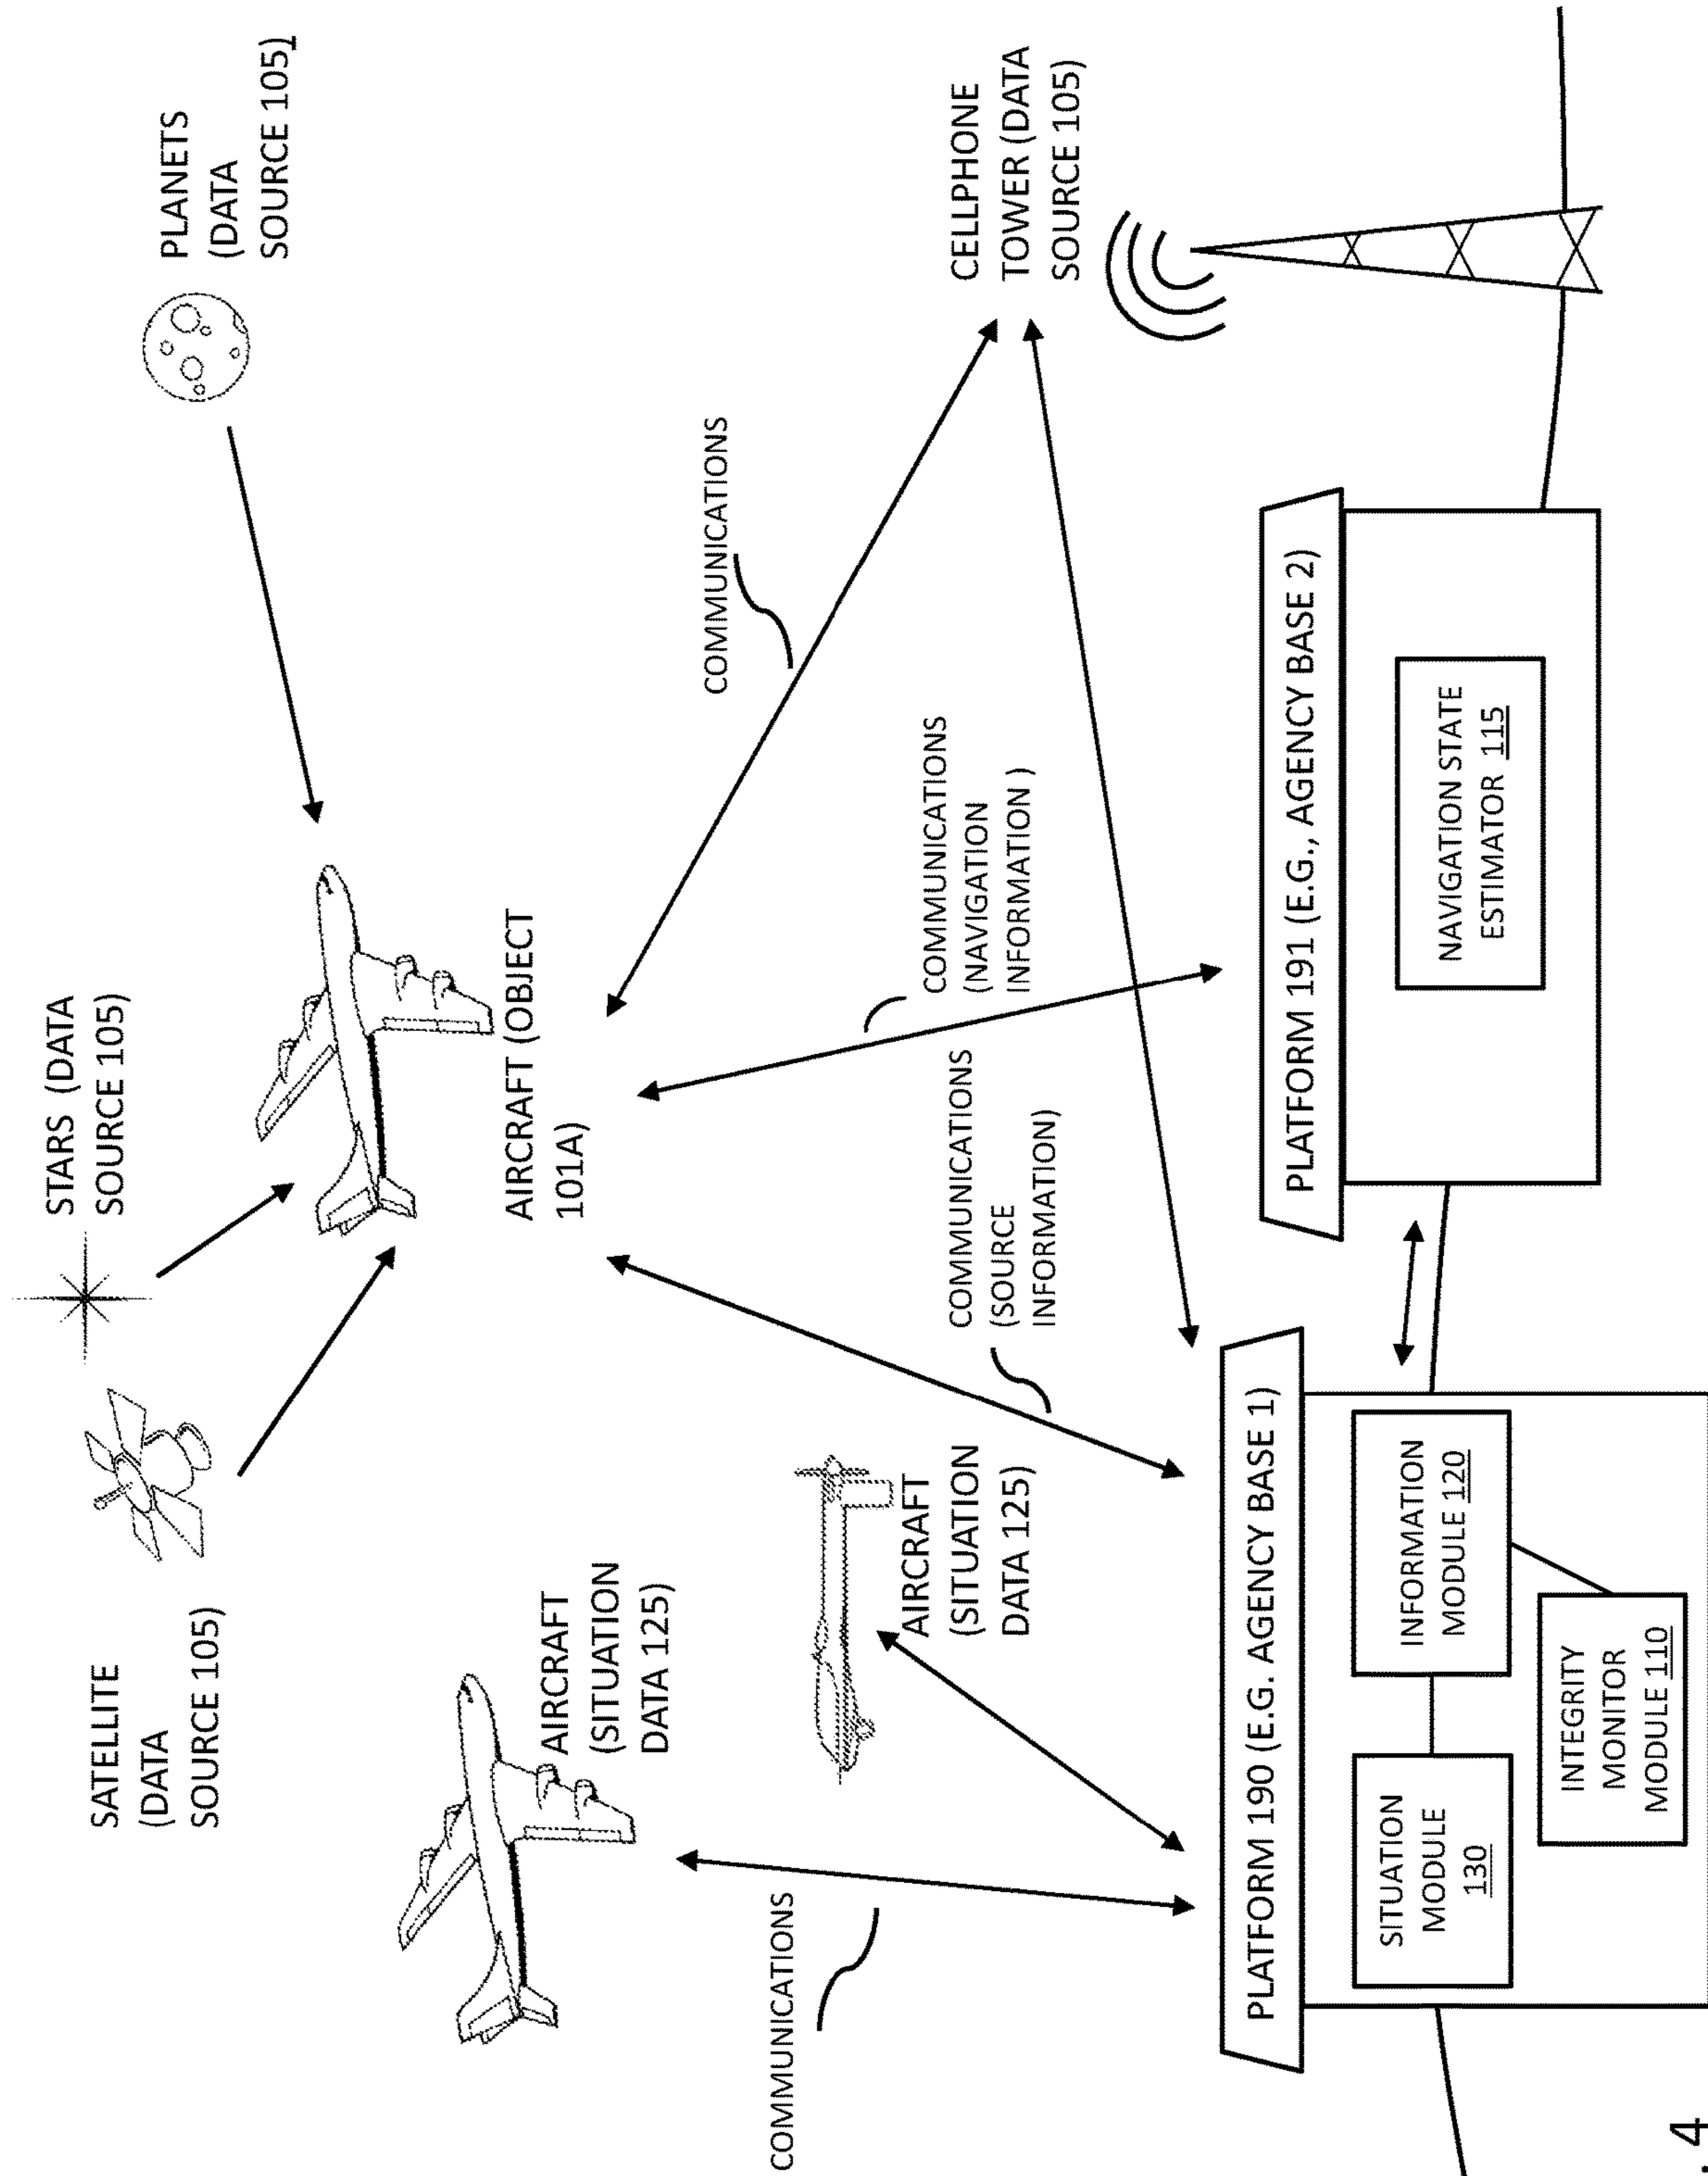 SATELLITE
(DATA
SOURCE 105)
STARS (DATA
SOURCE 105)
PLANETS
(DATA
SOURCE 105)
AIRCRAFT
(SITUATION
DATA 125)
AIRCRAFT (OBJECT
101A)
COMMUNICATIONS
COMMUNICATIONS
AIRCRAFT
(SITUATION
DATA 125)
COMMUNICATIONS
(SOURCE
INFORMATION)
COMMUNICATIONS
(NAVIGATION
INFORMATION )
CELLPHONE
TOWER (DATA
SOURCE 105)
PLATFORM 190 (E.G. AGENCY BASE 1)
SITUATION
MODULE
130
INFORMATION
MODULE 120
INTEGRITY
MONITOR
MODULE 110
PLATFORM 191 (E.G., AGENCY BASE 2)
NAVIGATION STATE
ESTIMATOR 115
. 4